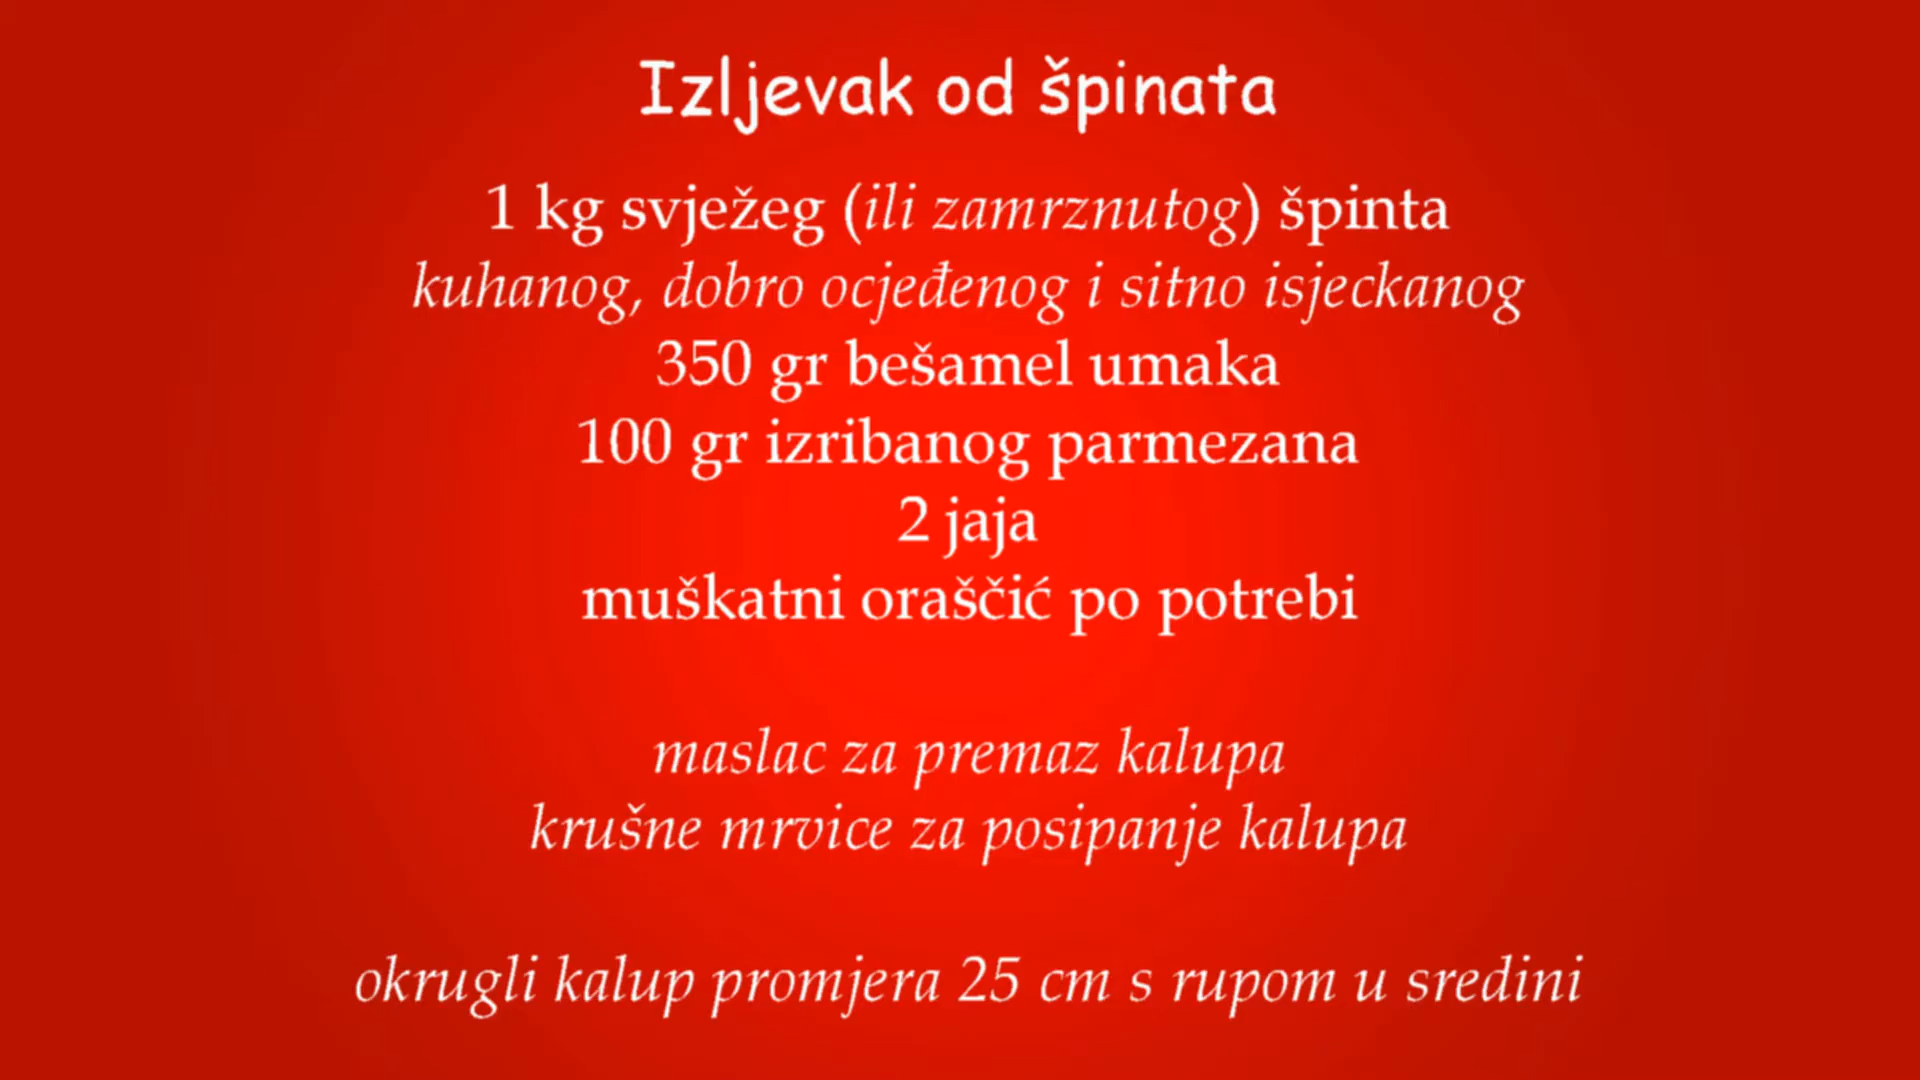 Izljevak od špinata
1 kg svježeg (ili zamrznutog) špinta
kuhanog, dobro ocjeđenog i sitno isjeckanog
350 gr bešamel umaka
100 gr izribanog parmezana
2 jaja
muškatni oraščić po potrebi
maslac za premaz kalupa
krušne mrvice za posipanje kalupa
okrugli kalup promjera 25 cm s rupom u sredini